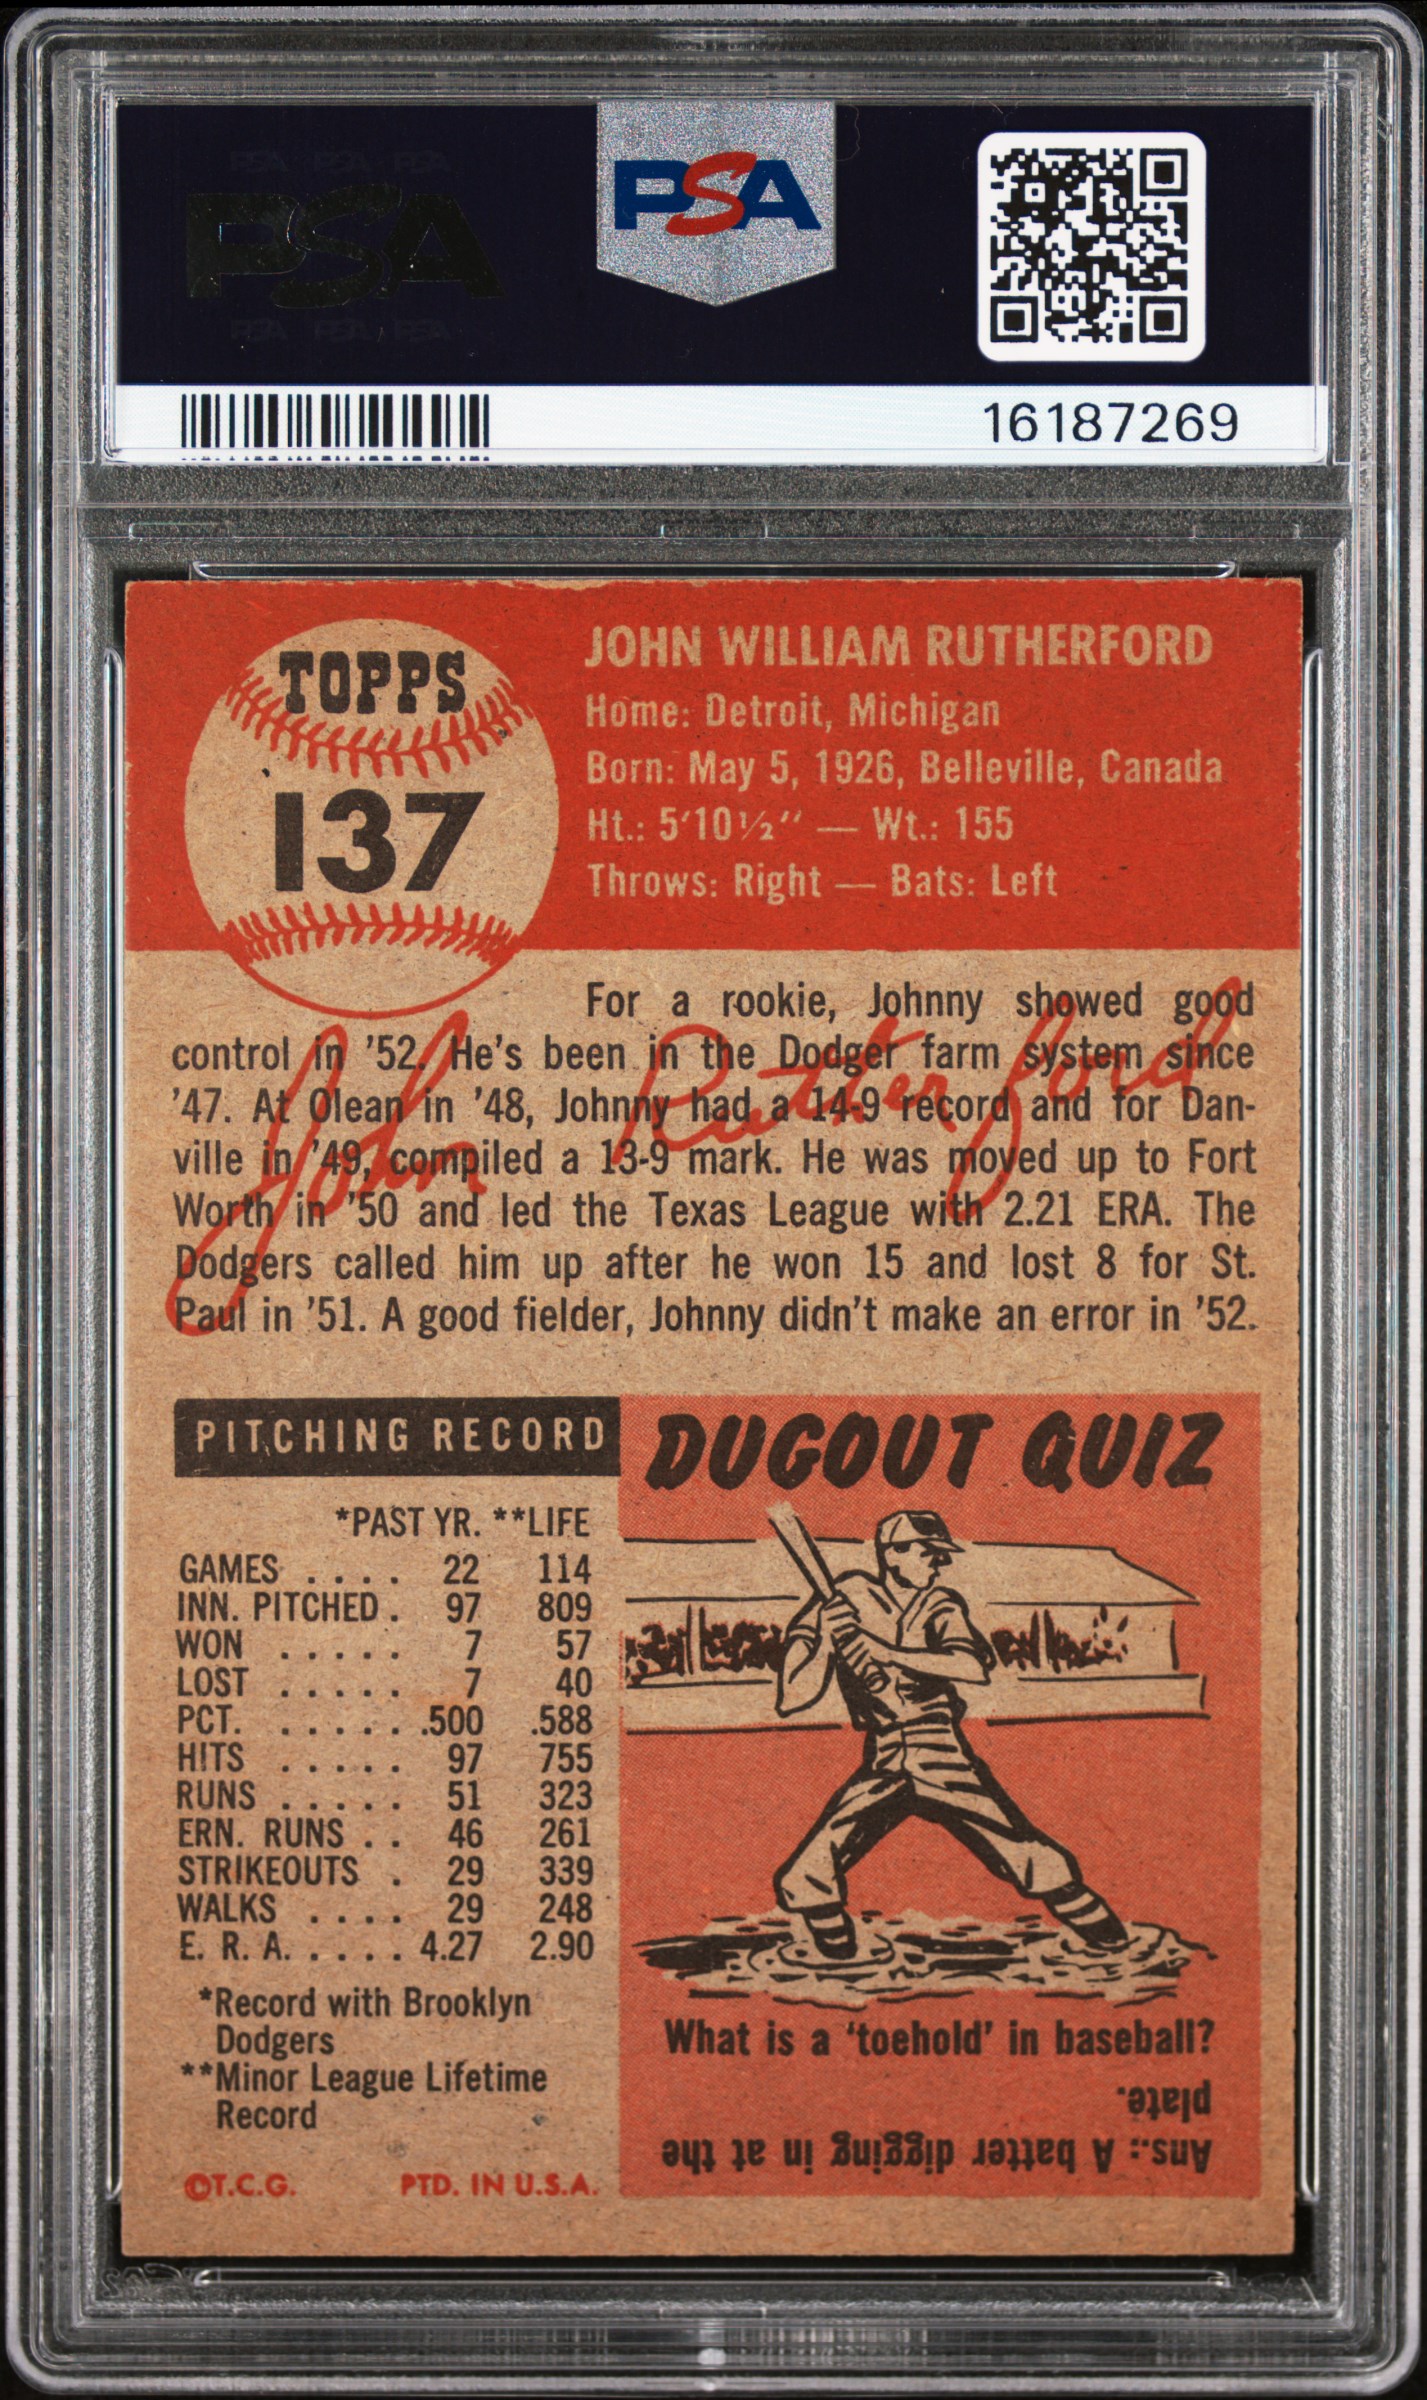 PSA PSA PSA
PSA
PSA PSA PSA
PSA
16187269
TOPPS
137
JOHN WILLIAM RUTHERFORD
Home: Detroit, Michigan
Born: May 5, 1926, Belleville, Canada
Ht.: 5'10½" — Wt.: 155
Throws: Right — Bats: Left
For a rookie, Johnny showed good
control in '52. He's been in the Dodger farm system since
'47. At Olean in '48, Johnny had a 14-9 record and for Dan-
ville in '49, compiled a 13-9 mark. He was moved up to Fort
Worth in '50 and led the Texas League with 2.21 ERA. The
Dodgers called him up after he won 15 and lost 8 for St.
Paul in '51. A good fielder, Johnny didn't make an error in '52.
John Rutherford
PITCHING RECORD
*PAST YR. **LIFE
GAMES . . . . 22 114
INN. PITCHED . 97 809
WON . . . . . 7 57
LOST . . . . . 7 40
PCT. . . . . . .500 .588
HITS . . . . . 97 755
RUNS . . . . . 51 323
ERN. RUNS . . 46 261
STRIKEOUTS . 29 339
WALKS . . . . 29 248
E. R. A. . . . . . 4.27 2.90
*Record with Brooklyn
Dodgers
**Minor League Lifetime
Record
©T.C.G. PTD. IN U.S.A.
DUGOUT QUIZ
What is a 'toehold' in baseball?
Ans.: A batter digging in at the
plate.